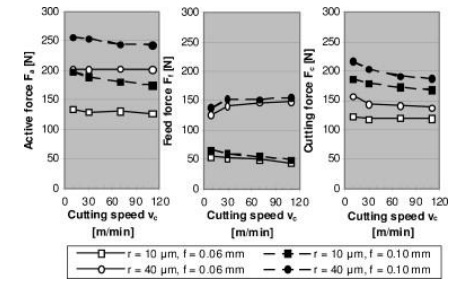 Active force Fa [N]
300
250
200
150
100
50
0
0 30 60 90 120
Cutting speed vc
[m/min]
Feed force Ff [N]
300
250
200
150
100
50
0
0 30 60 90 120
Cutting speed vc
[m/min]
Cutting force Fc [N]
300
250
200
150
100
50
0
0 30 60 90 120
Cutting speed vc
[m/min]
r = 10 µm, f = 0.06 mm
r = 10 µm, f = 0.10 mm
r = 40 µm, f = 0.06 mm
r = 40 µm, f = 0.10 mm